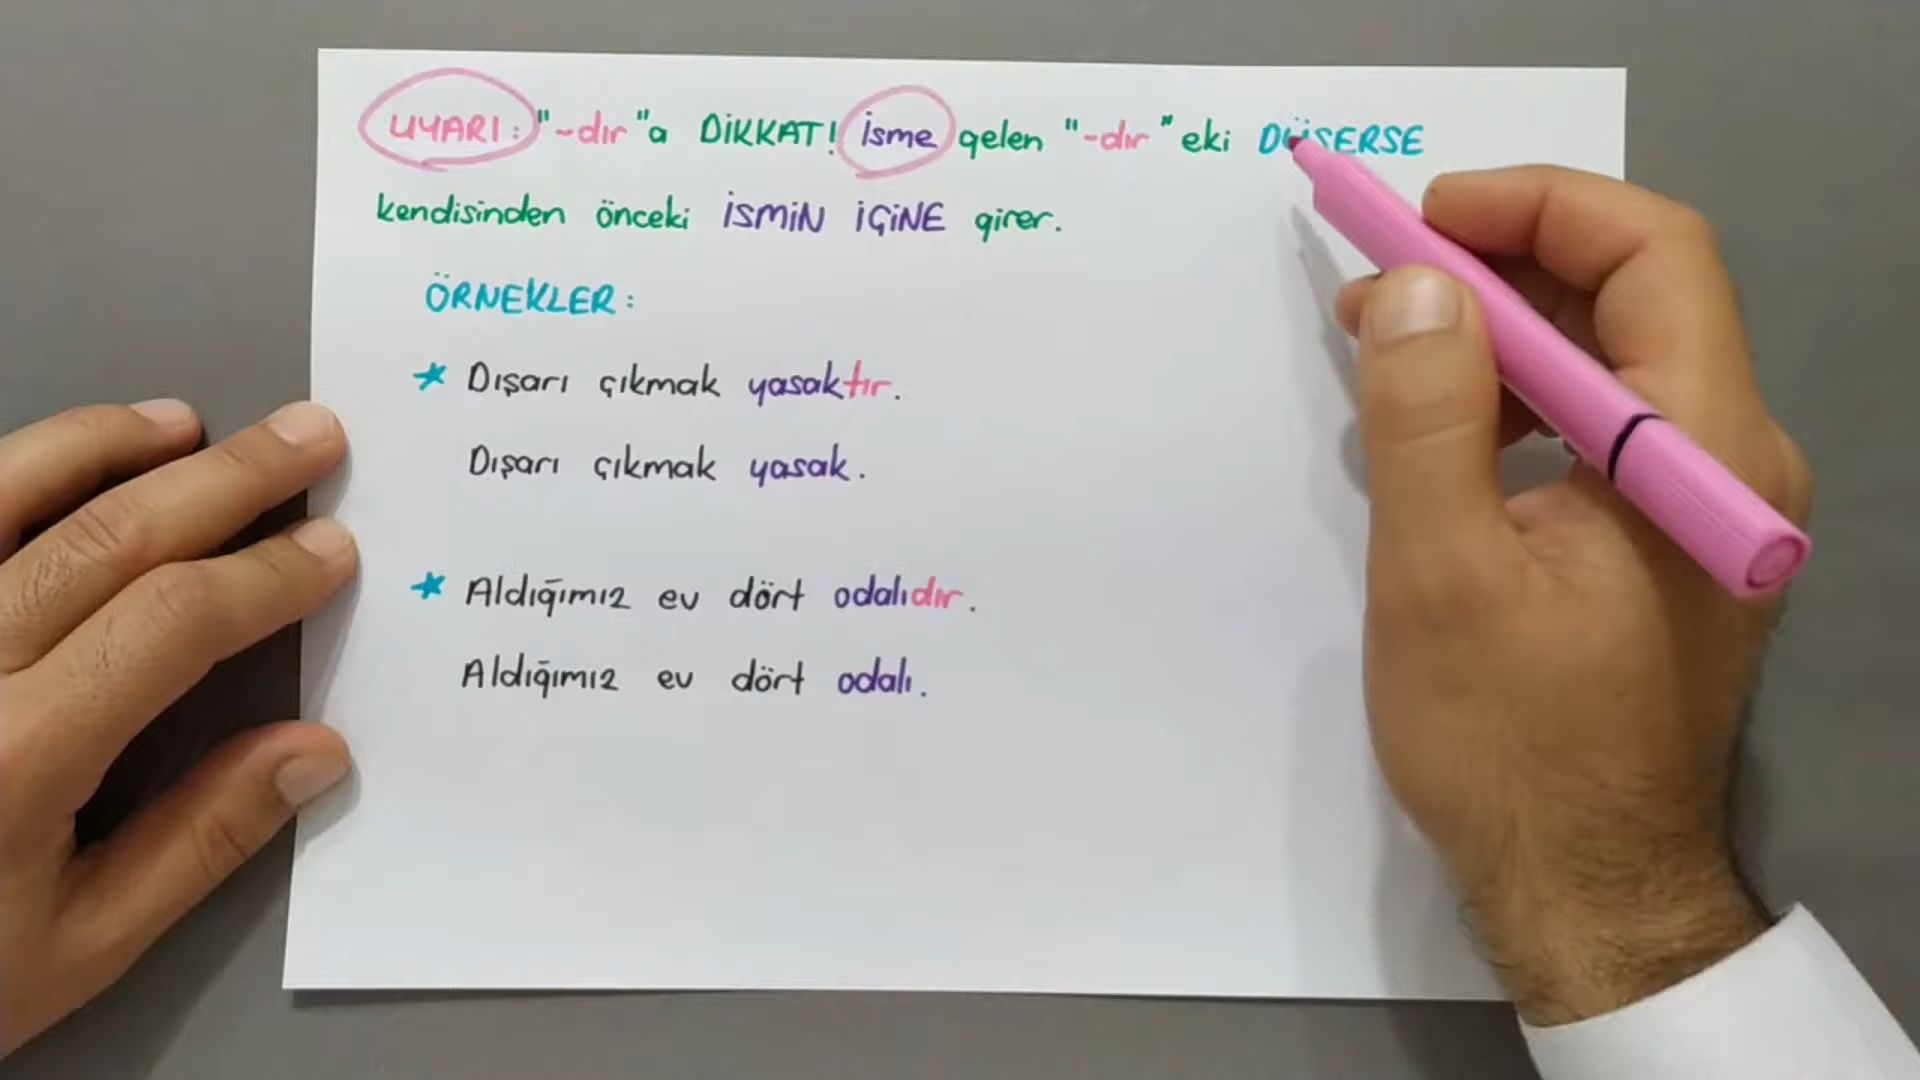 UYARI: "-dır"a DİKKAT! İsme gelen "-dır" eki DÜŞERSE
kendisinden önceki İSMİN İÇİNE girer.
ÖRNEKLER:
* Dışarı çıkmak yasaktır.
Dışarı çıkmak yasak.
* Aldığımız ev dört odalıdır.
Aldığımız ev dört odalı.